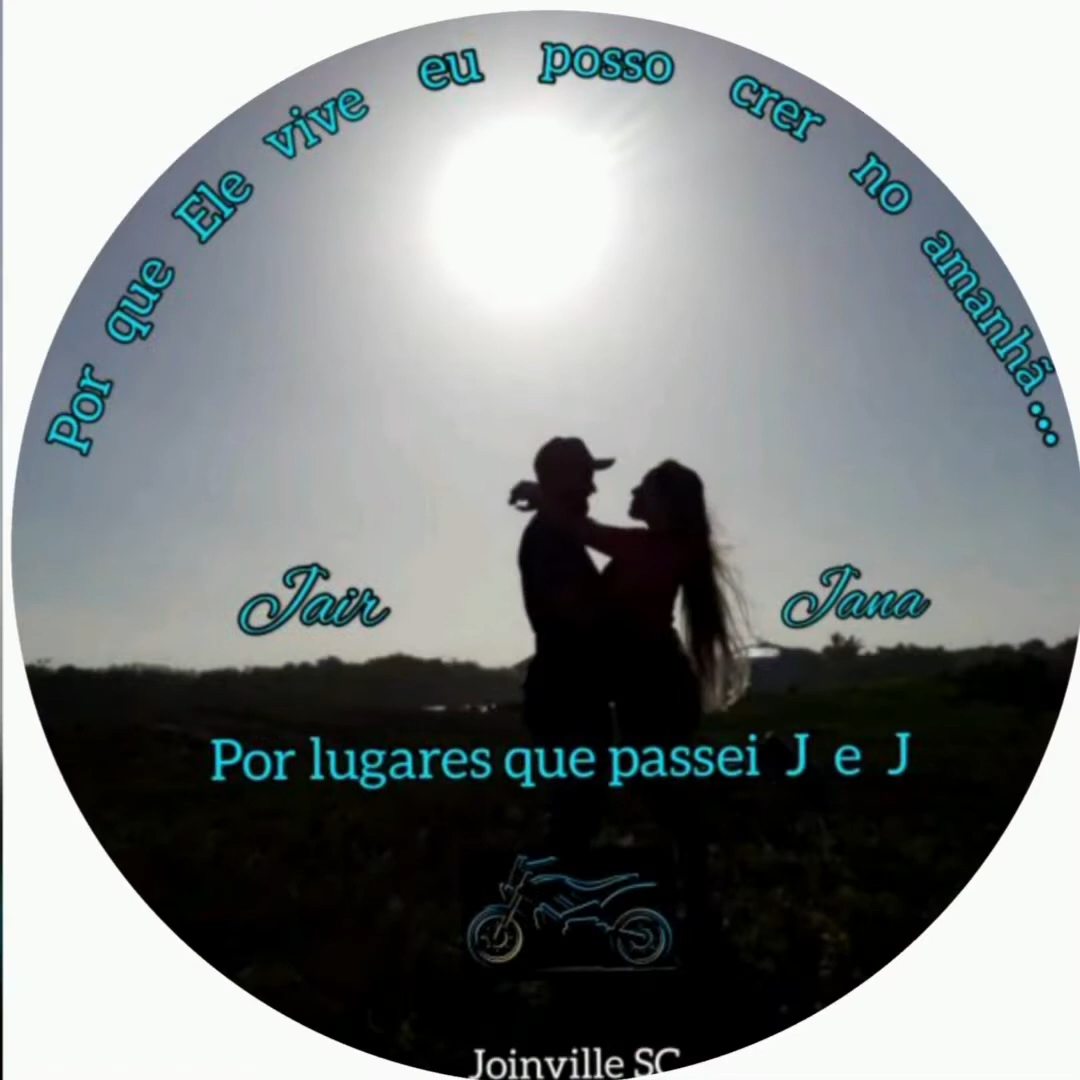 Por que Ele vive eu posso crer no amanhã...
Jair
Jana
Por lugares que passei J e J
Joinville SC